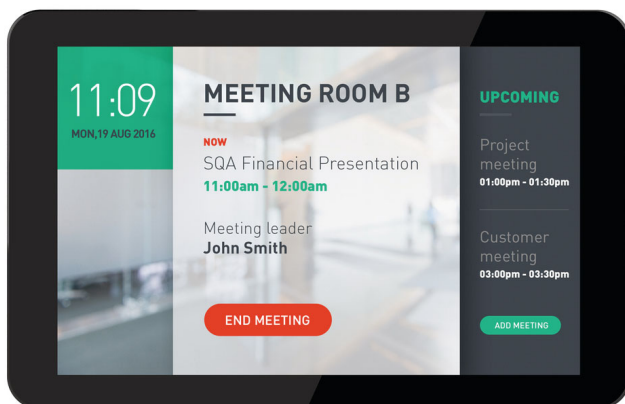 11:09
MON,19 AUG 2016
MEETING ROOM B
NOW
SQA Financial Presentation
11:00am - 12:00am
Meeting leader
John Smith
END MEETING
UPCOMING
Project
meeting
01:00pm - 01:30pm
Customer
meeting
03:00pm - 03:30pm
ADD MEETING